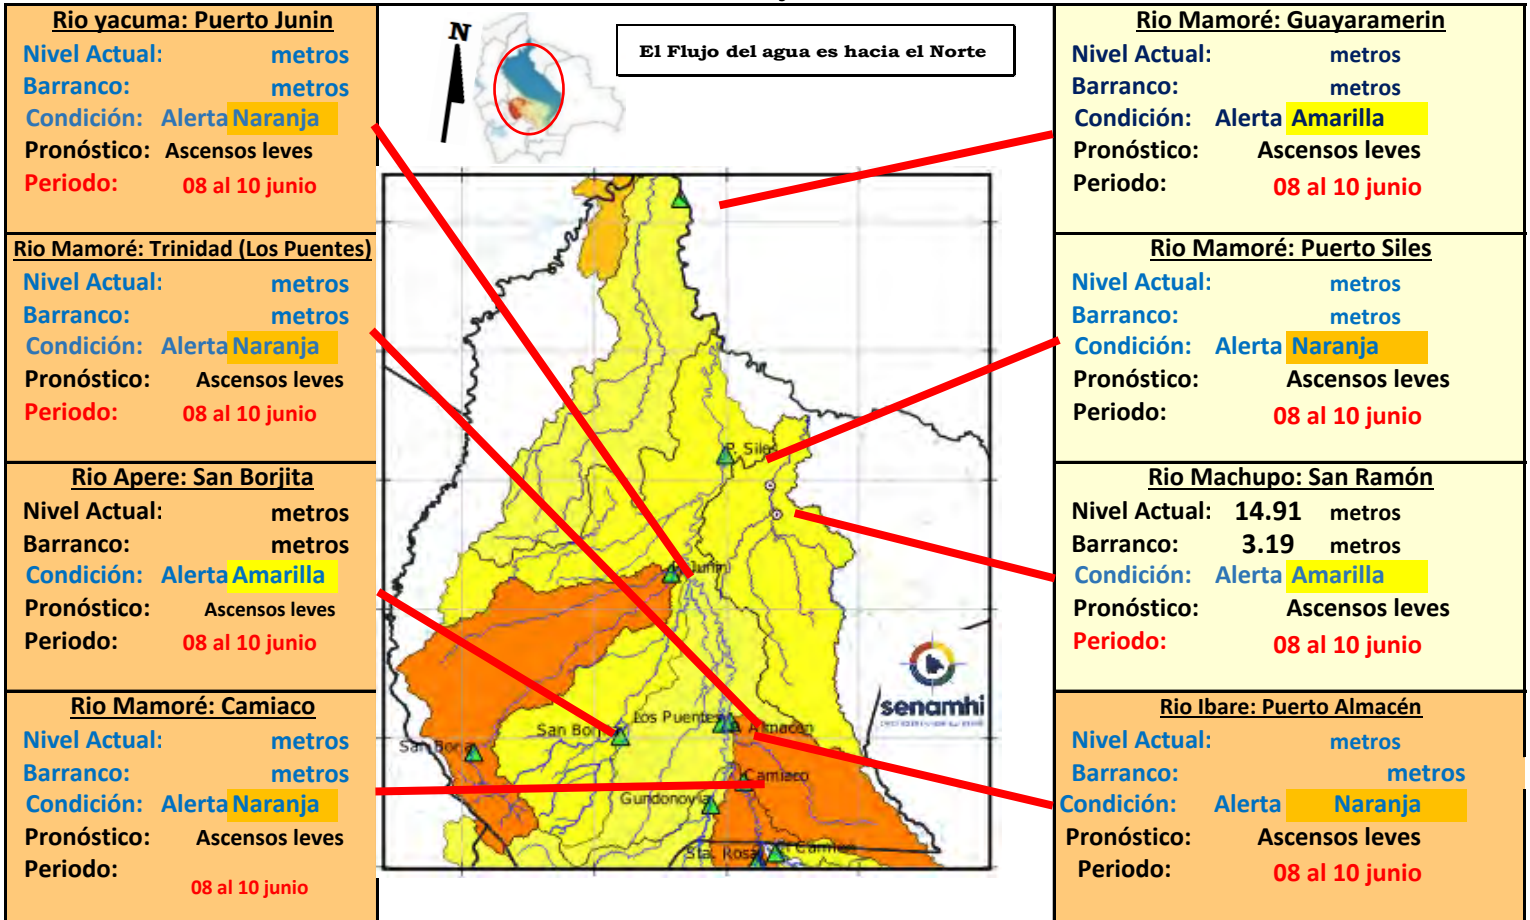 Rio yacuma: Puerto Junin
Nivel Actual: metros
Barranco: metros
Condición: Alerta Naranja
Pronóstico: Ascensos leves
Periodo: 08 al 10 junio
Rio Mamoré: Trinidad (Los Puentes)
Nivel Actual: metros
Barranco: metros
Condición: Alerta Naranja
Pronóstico: Ascensos leves
Periodo: 08 al 10 junio
Rio Apere: San Borjita
Nivel Actual: metros
Barranco: metros
Condición: Alerta Amarilla
Pronóstico: Ascensos leves
Periodo: 08 al 10 junio
Rio Mamoré: Camiaco
Nivel Actual: metros
Barranco: metros
Condición: Alerta Naranja
Pronóstico: Ascensos leves
Periodo:
08 al 10 junio
N
El Flujo del agua es hacia el Norte
P. Siles
Junin
Los Puentes
Almacén
San Borjita
San Borja
Camiaco
Gundonovia
Sta. Rosa
senamhi
Rio Mamoré: Guayaramerin
Nivel Actual: metros
Barranco: metros
Condición: Alerta Amarilla
Pronóstico: Ascensos leves
Periodo: 08 al 10 junio
Rio Mamoré: Puerto Siles
Nivel Actual: metros
Barranco: metros
Condición: Alerta Naranja
Pronóstico: Ascensos leves
Periodo: 08 al 10 junio
Rio Machupo: San Ramón
Nivel Actual: 14.91 metros
Barranco: 3.19 metros
Condición: Alerta Amarilla
Pronóstico: Ascensos leves
Periodo: 08 al 10 junio
Rio Ibare: Puerto Almacén
Nivel Actual: metros
Barranco: metros
Condición: Alerta Naranja
Pronóstico: Ascensos leves
Periodo: 08 al 10 junio